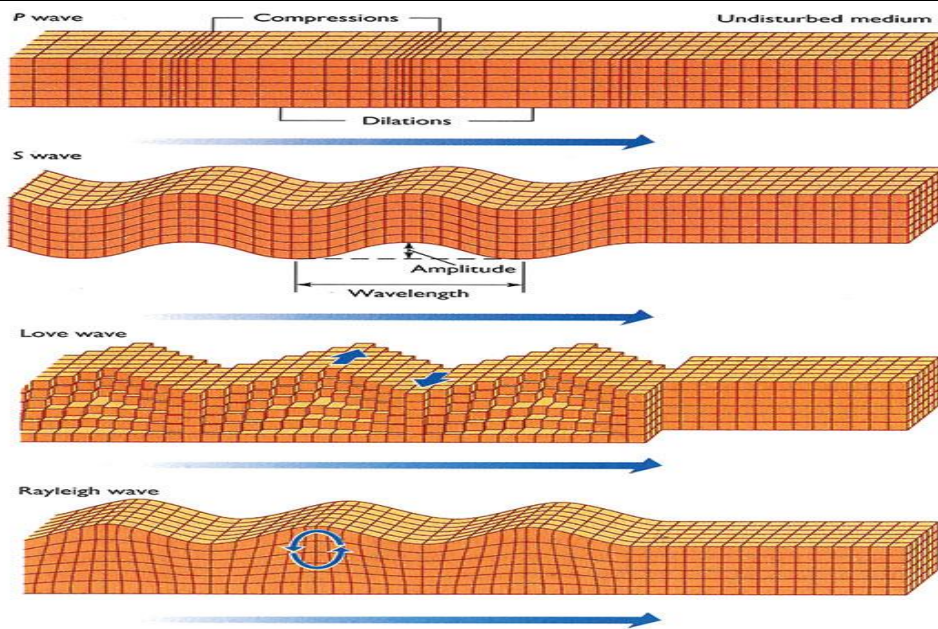 P wave
Compressions
Undisturbed medium
Dilations
S wave
Amplitude
Wavelength
Love wave
Rayleigh wave